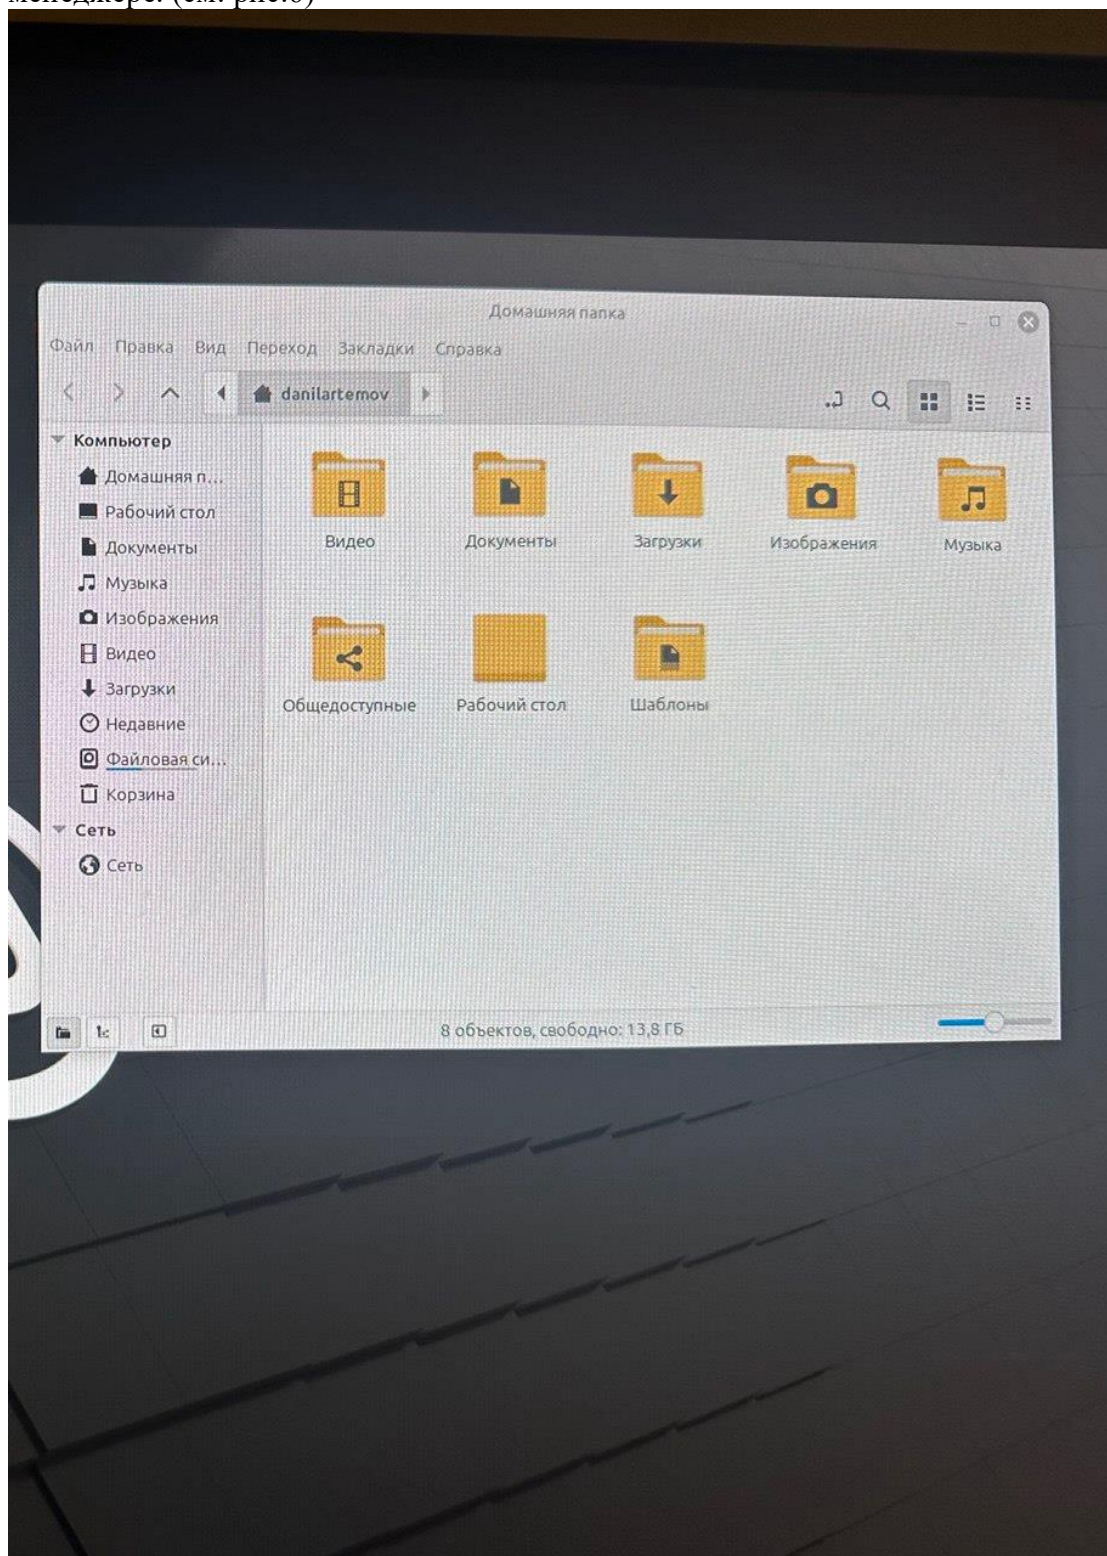 Домашняя папка
Файл Правка Вид Переход Закладки Справка
danilartemov
Компьютер
Домашняя п...
Рабочий стол
Документы
Музыка
Изображения
Видео
Загрузки
Недавние
Файловая си...
Корзина
Сеть
Сеть
Видео Документы Загрузки Изображения Музыка
Общедоступные Рабочий стол Шаблоны
8 объектов, свободно: 13,8 ГБ